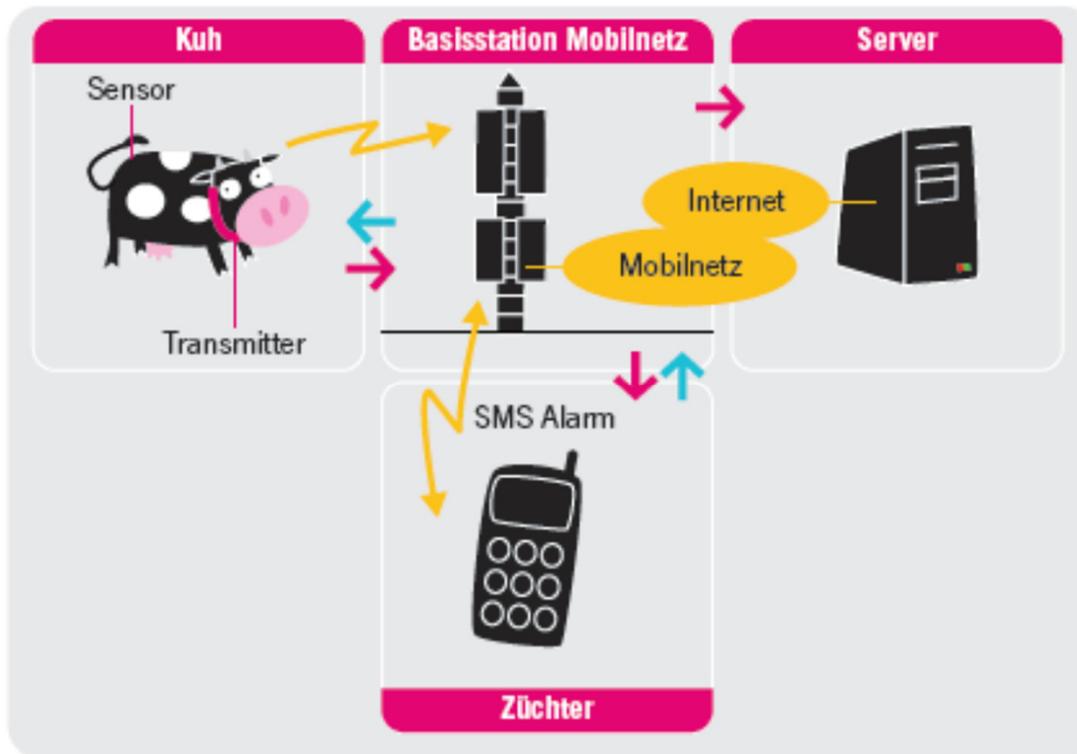 Kuh
Basisstation Mobilnetz
Server
Sensor
Internet
Mobilnetz
Transmitter
SMS Alarm
Züchter